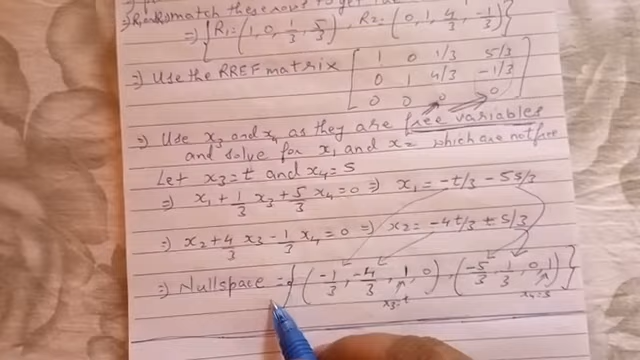 ⇒ R₁ & R₂ match these rows to get the
⇒ { R₁ = (1, 0, 1/3, 5/3), R₂ = (0, 1, 4/3, -1/3) }
⇒ Use the RREF matrix [ 1 0 1/3 5/3
0 1 4/3 -1/3
0 0 0 0 ]
⇒ Use x₃ and x₄ as they are free variables
and solve for x₁ and x₂ which are not free
Let x₃ = t and x₄ = s
⇒ x₁ + 1/3 x₃ + 5/3 x₄ = 0 ⇒ x₁ = -t/3 - 5s/3
⇒ x₂ + 4/3 x₃ - 1/3 x₄ = 0 ⇒ x₂ = -4t/3 + s/3
⇒ Nullspace = { (-1/3, -4/3, 1, 0) (-5/3, 1/3, 0, 1) }
x₃=t x₄=s